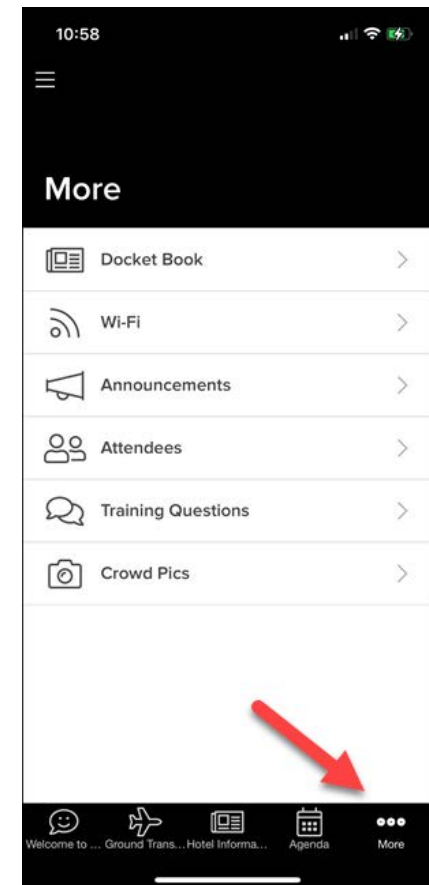 10:58
More
Docket Book
Wi-Fi
Announcements
Attendees
Training Questions
Crowd Pics
Welcome to ... Ground Trans... Hotel Informa... Agenda More